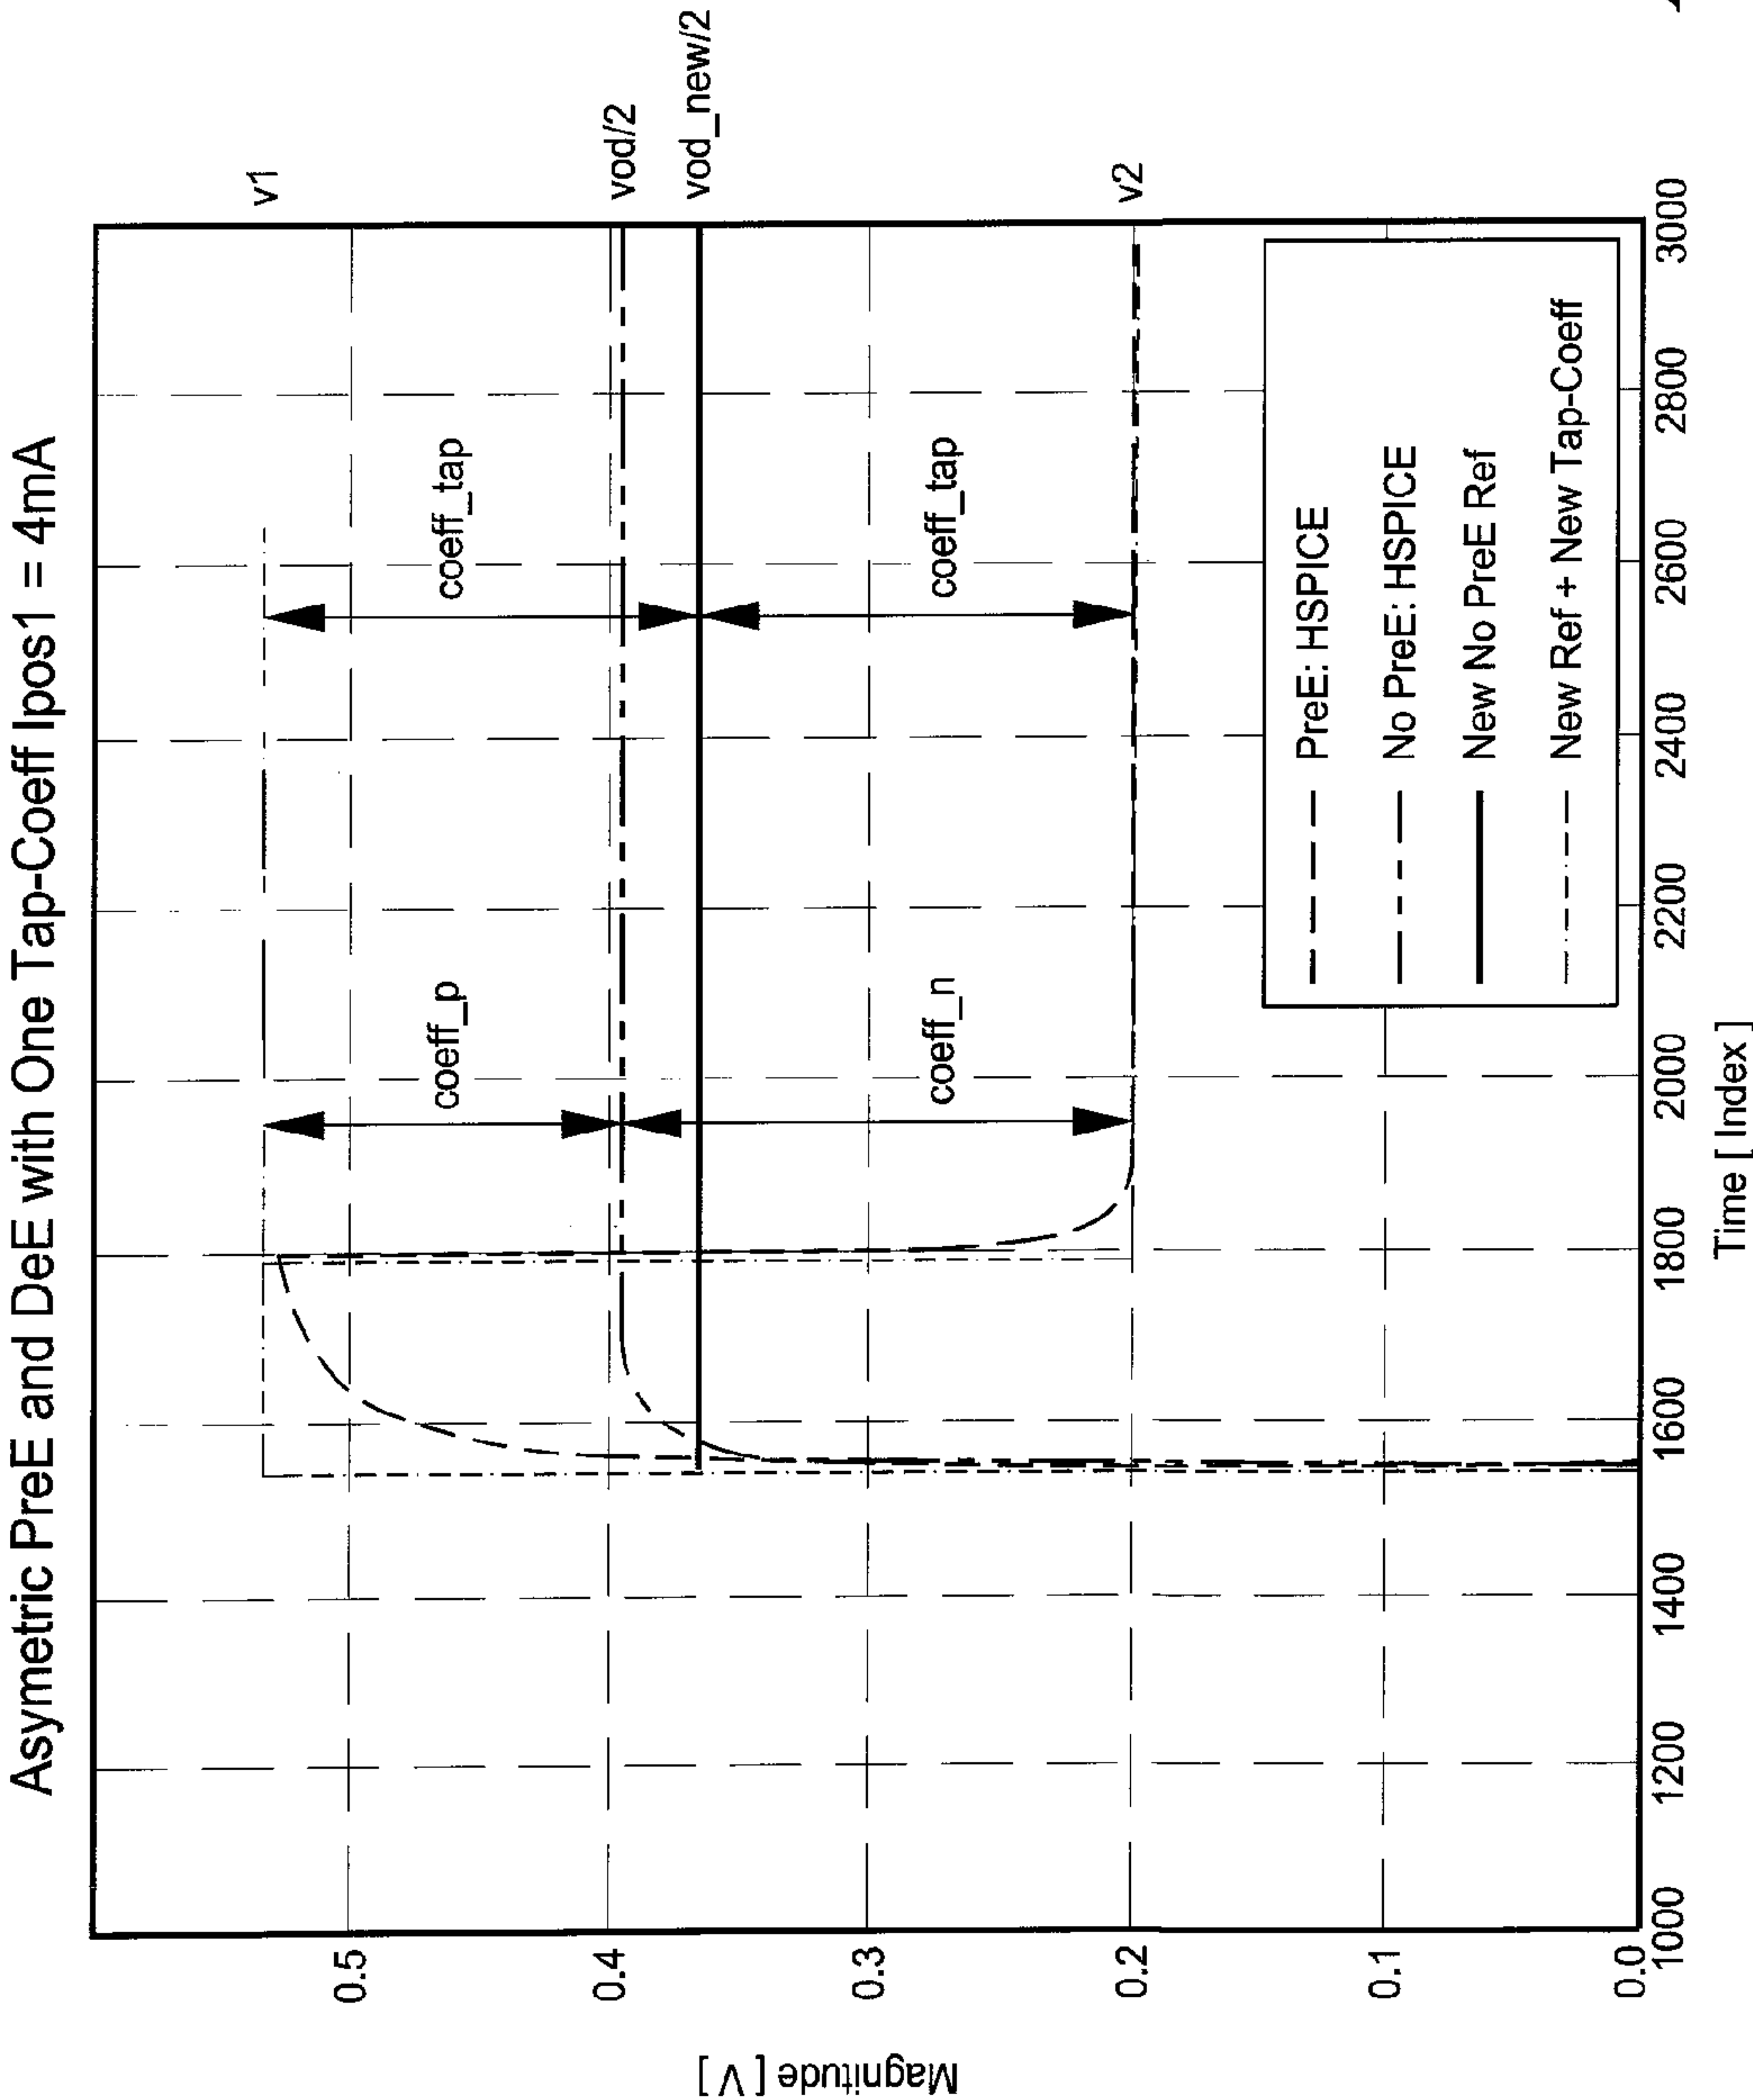 Asymetric PreE and DeE with One Tap-Coeff Ipos1 = 4mA
v1
vod/2
vod_new/2
v2
coeff_p
coeff_tap
coeff_n
coeff_tap
PreE: HSPICE
No PreE: HSPICE
New No PreE Ref
New Ref + New Tap-Coeff
0.5
0.4
0.3
0.2
0.1
0.0
Magnitude [ V ]
1000 1200 1400 1600 1800 2000 2200 2400 2600 2800 3000
Time [ Index ]